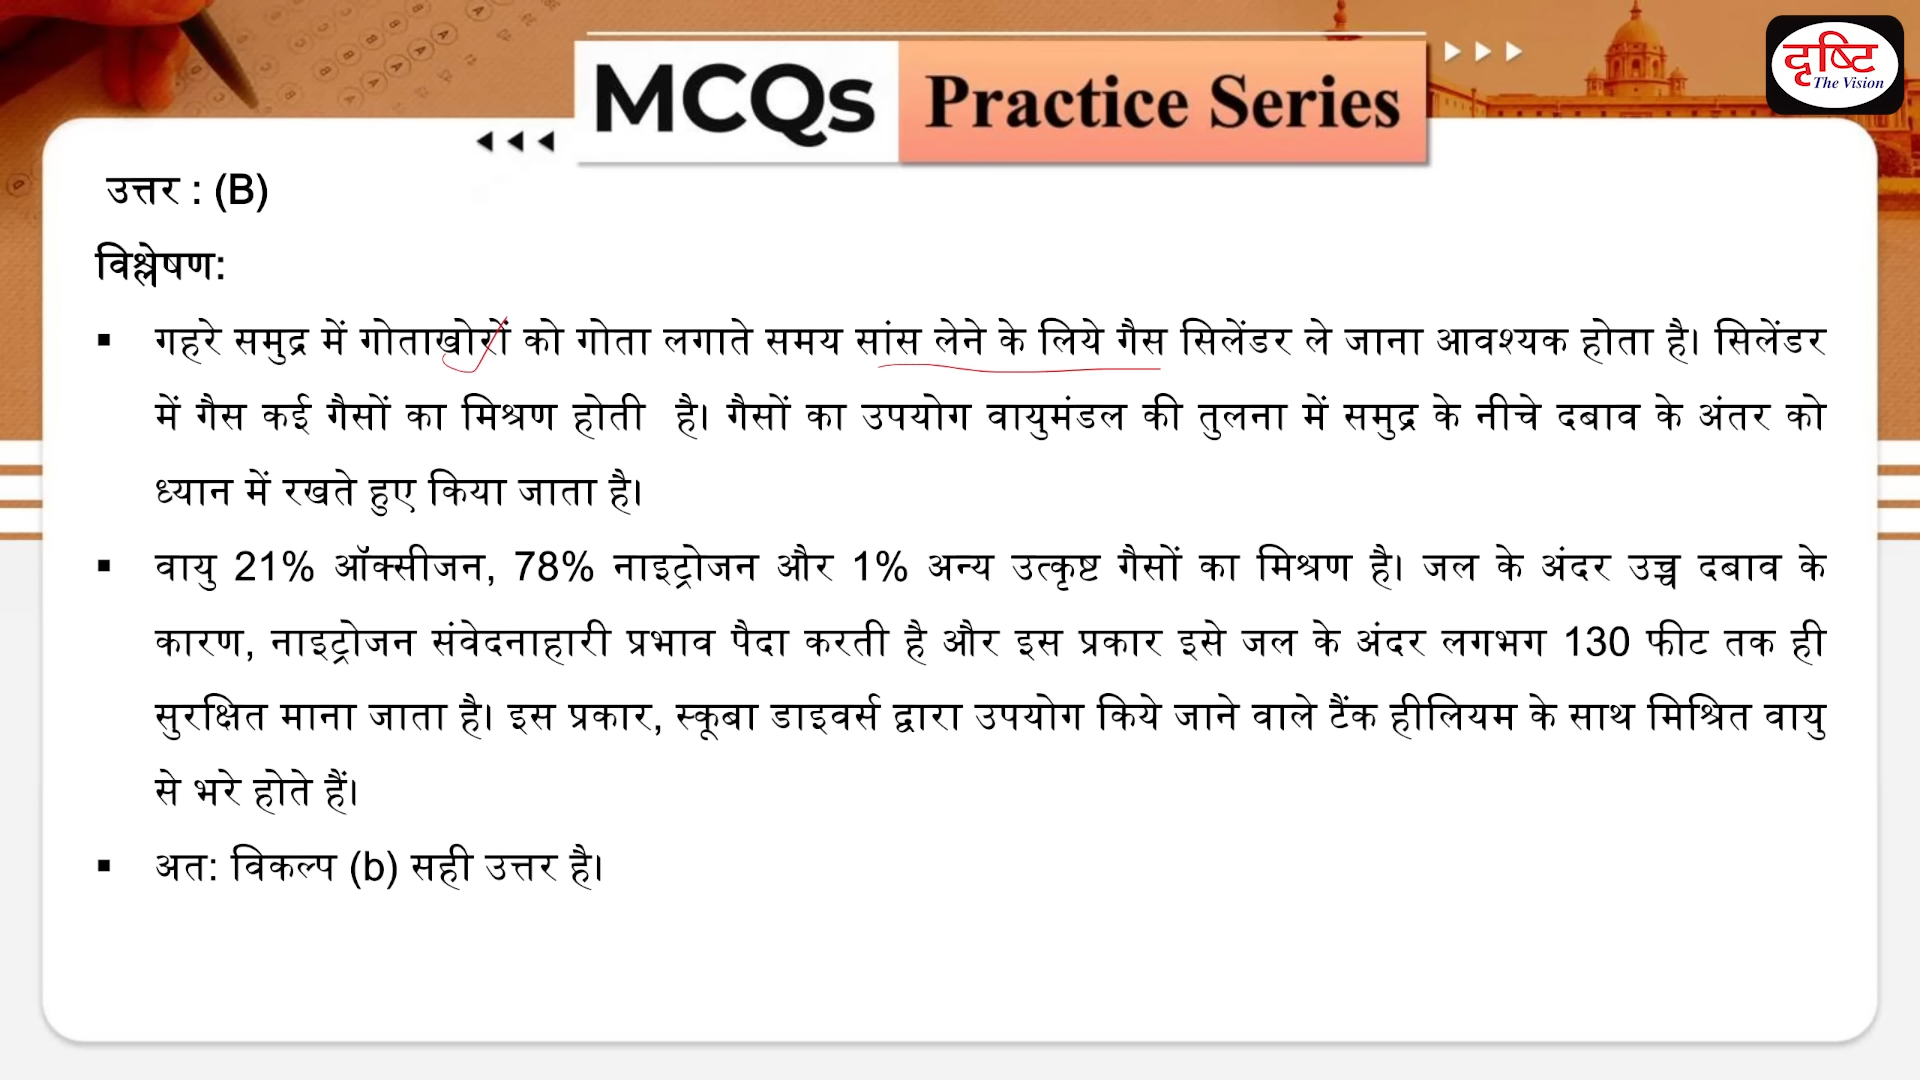 MCQs Practice Series
दृष्टि
The Vision
उत्तर : (B)
विश्लेषण:
▪ गहरे समुद्र में गोताखोरों को गोता लगाते समय सांस लेने के लिये गैस सिलेंडर ले जाना आवश्यक होता है। सिलेंडर
में गैस कई गैसों का मिश्रण होती है। गैसों का उपयोग वायुमंडल की तुलना में समुद्र के नीचे दबाव के अंतर को
ध्यान में रखते हुए किया जाता है।
▪ वायु 21% ऑक्सीजन, 78% नाइट्रोजन और 1% अन्य उत्कृष्ट गैसों का मिश्रण है। जल के अंदर उच्च दबाव के
कारण, नाइट्रोजन संवेदनाहारी प्रभाव पैदा करती है और इस प्रकार इसे जल के अंदर लगभग 130 फीट तक ही
सुरक्षित माना जाता है। इस प्रकार, स्कूबा डाइवर्स द्वारा उपयोग किये जाने वाले टैंक हीलियम के साथ मिश्रित वायु
से भरे होते हैं।
▪ अत: विकल्प (b) सही उत्तर है।